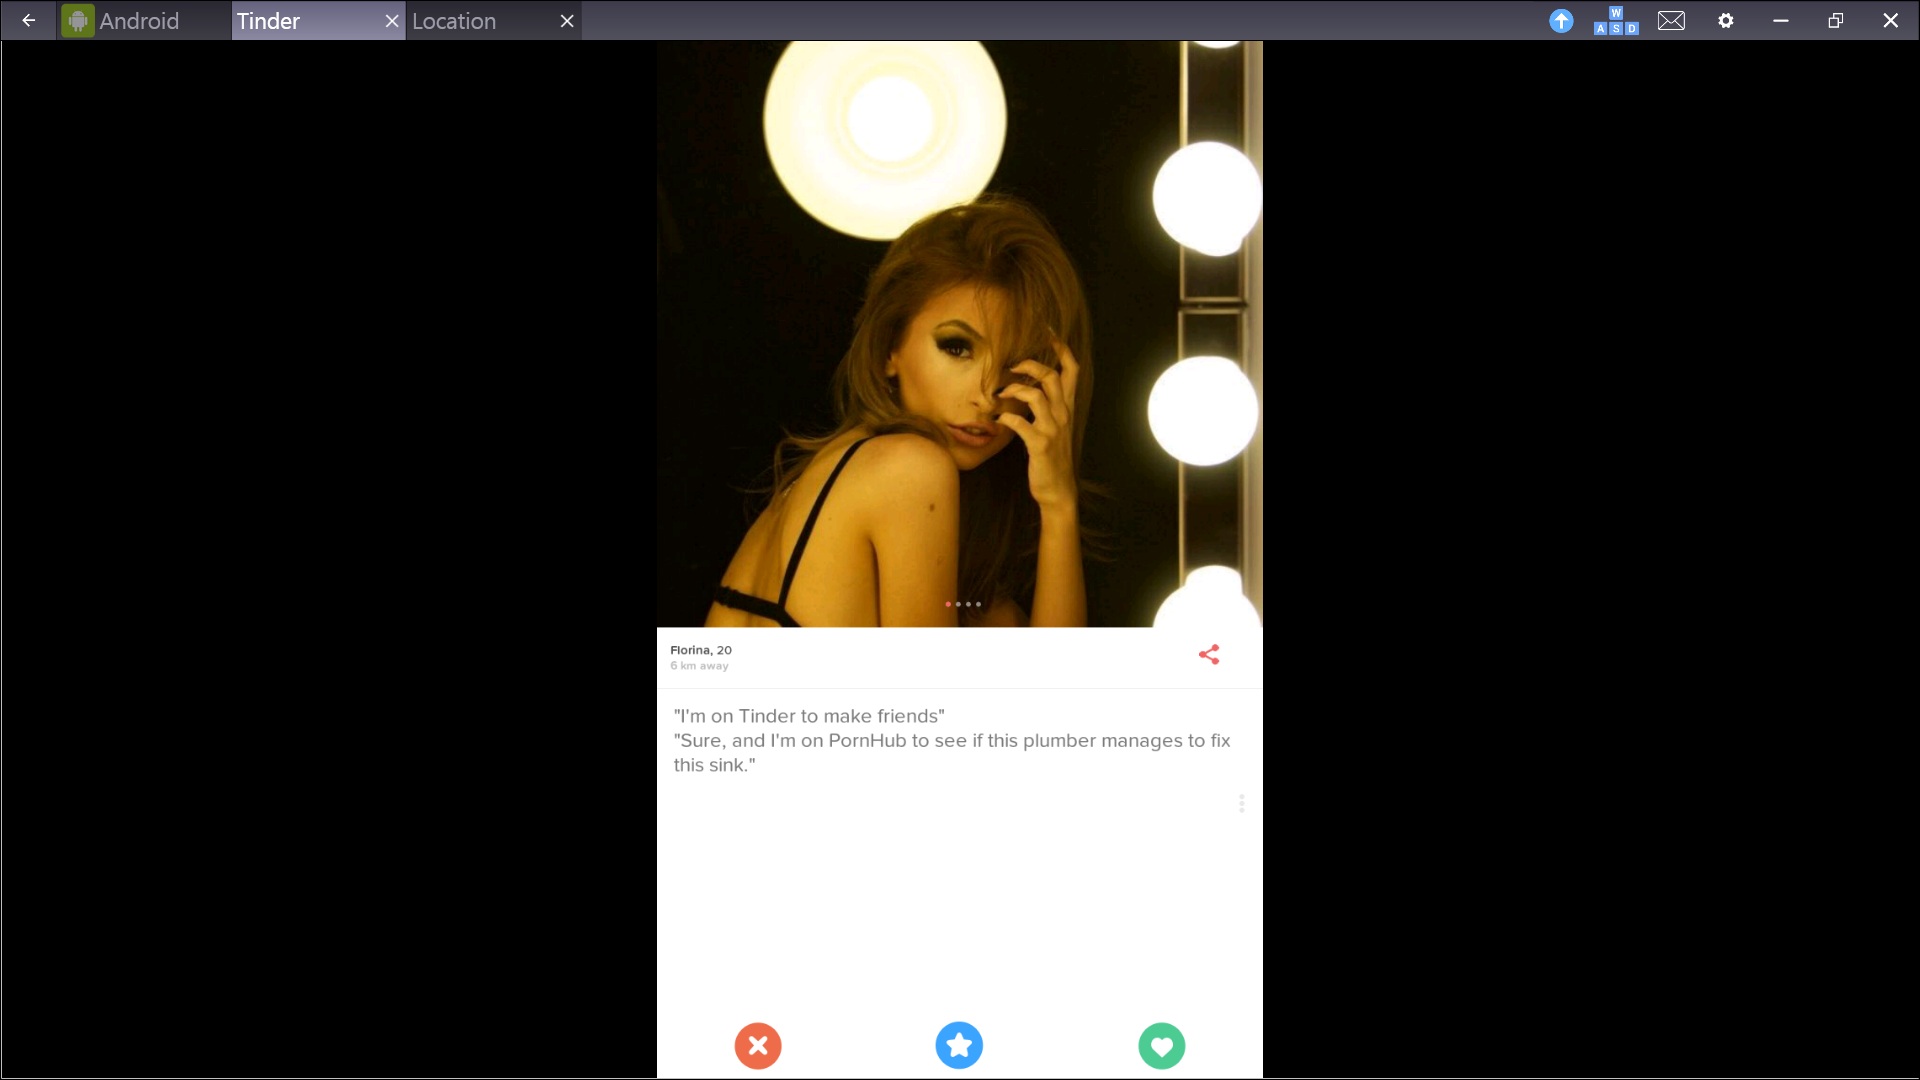 Android
Tinder
Location
W
A S D
Florina, 20
6 km away
"I'm on Tinder to make friends"
"Sure, and I'm on PornHub to see if this plumber manages to fix
this sink."